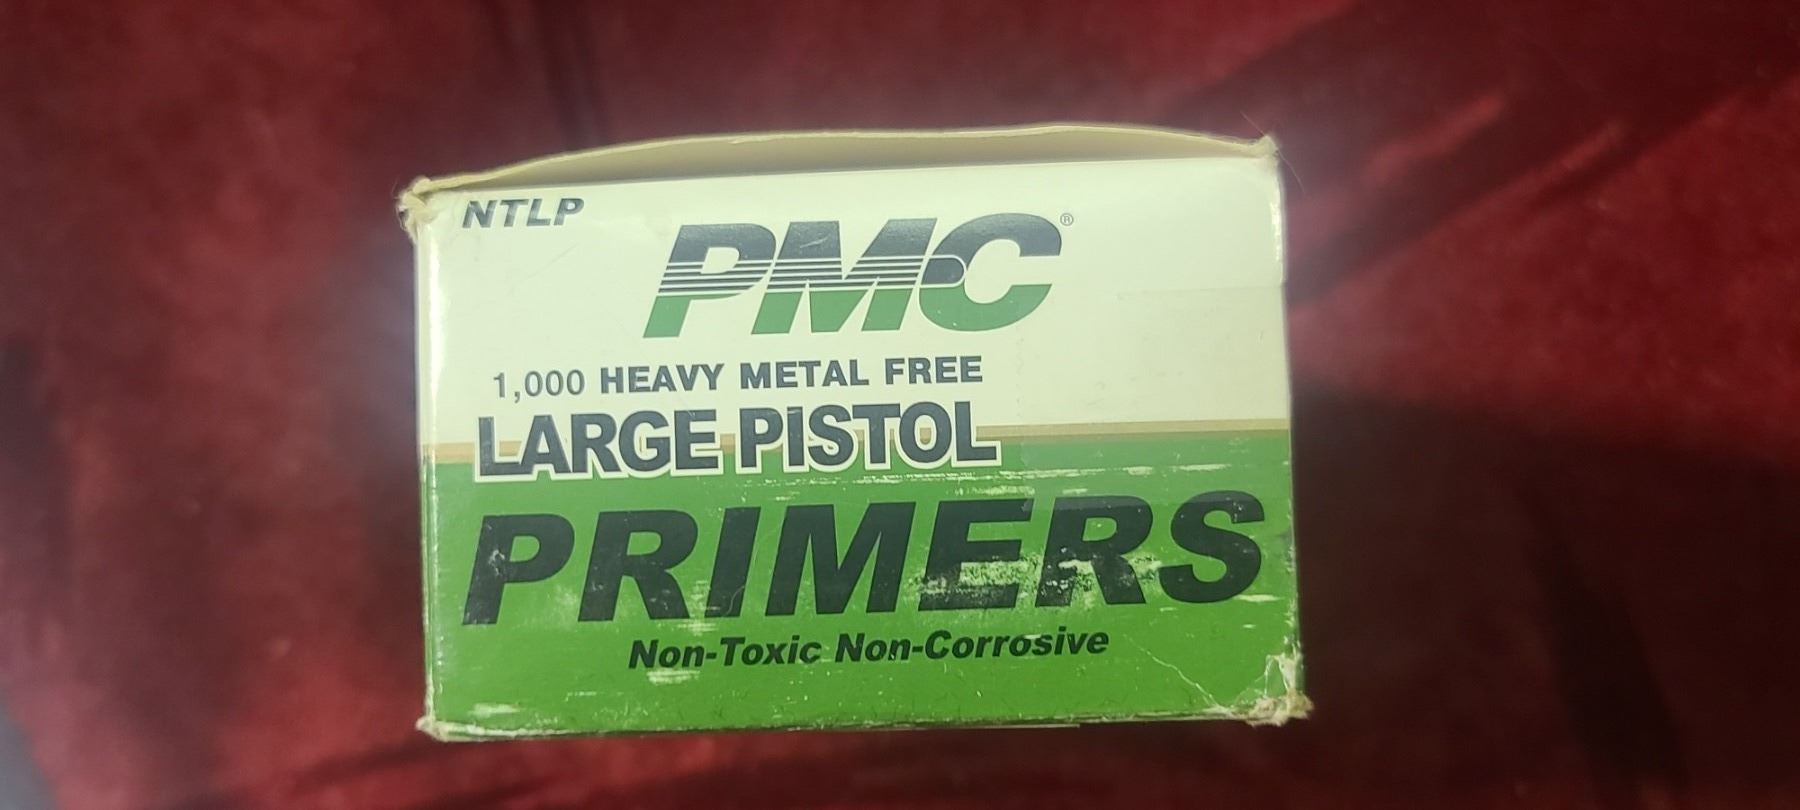 NTLP
PMC®
1,000 HEAVY METAL FREE
LARGE PISTOL
PRIMERS
Non-Toxic Non-Corrosive